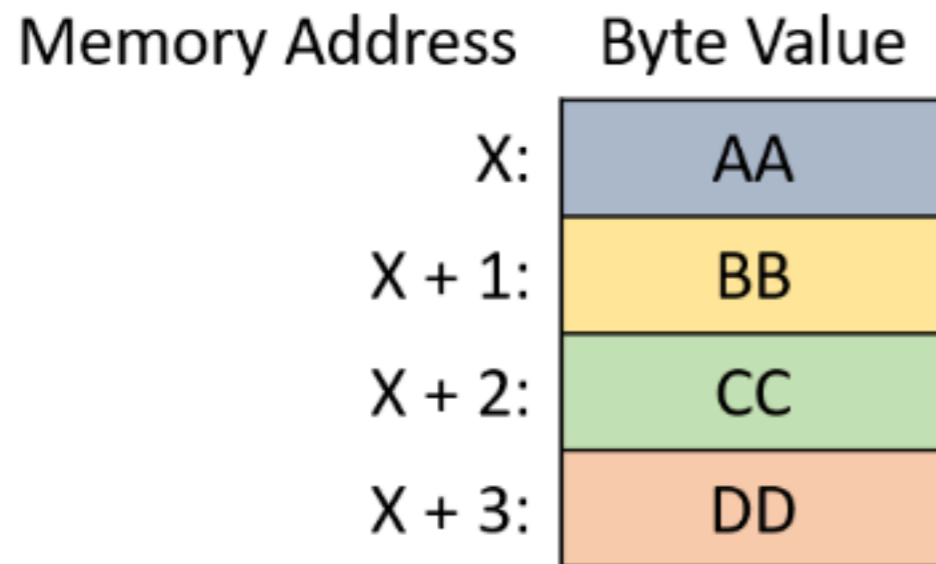 Memory Address Byte Value
X: AA
X + 1: BB
X + 2: CC
X + 3: DD